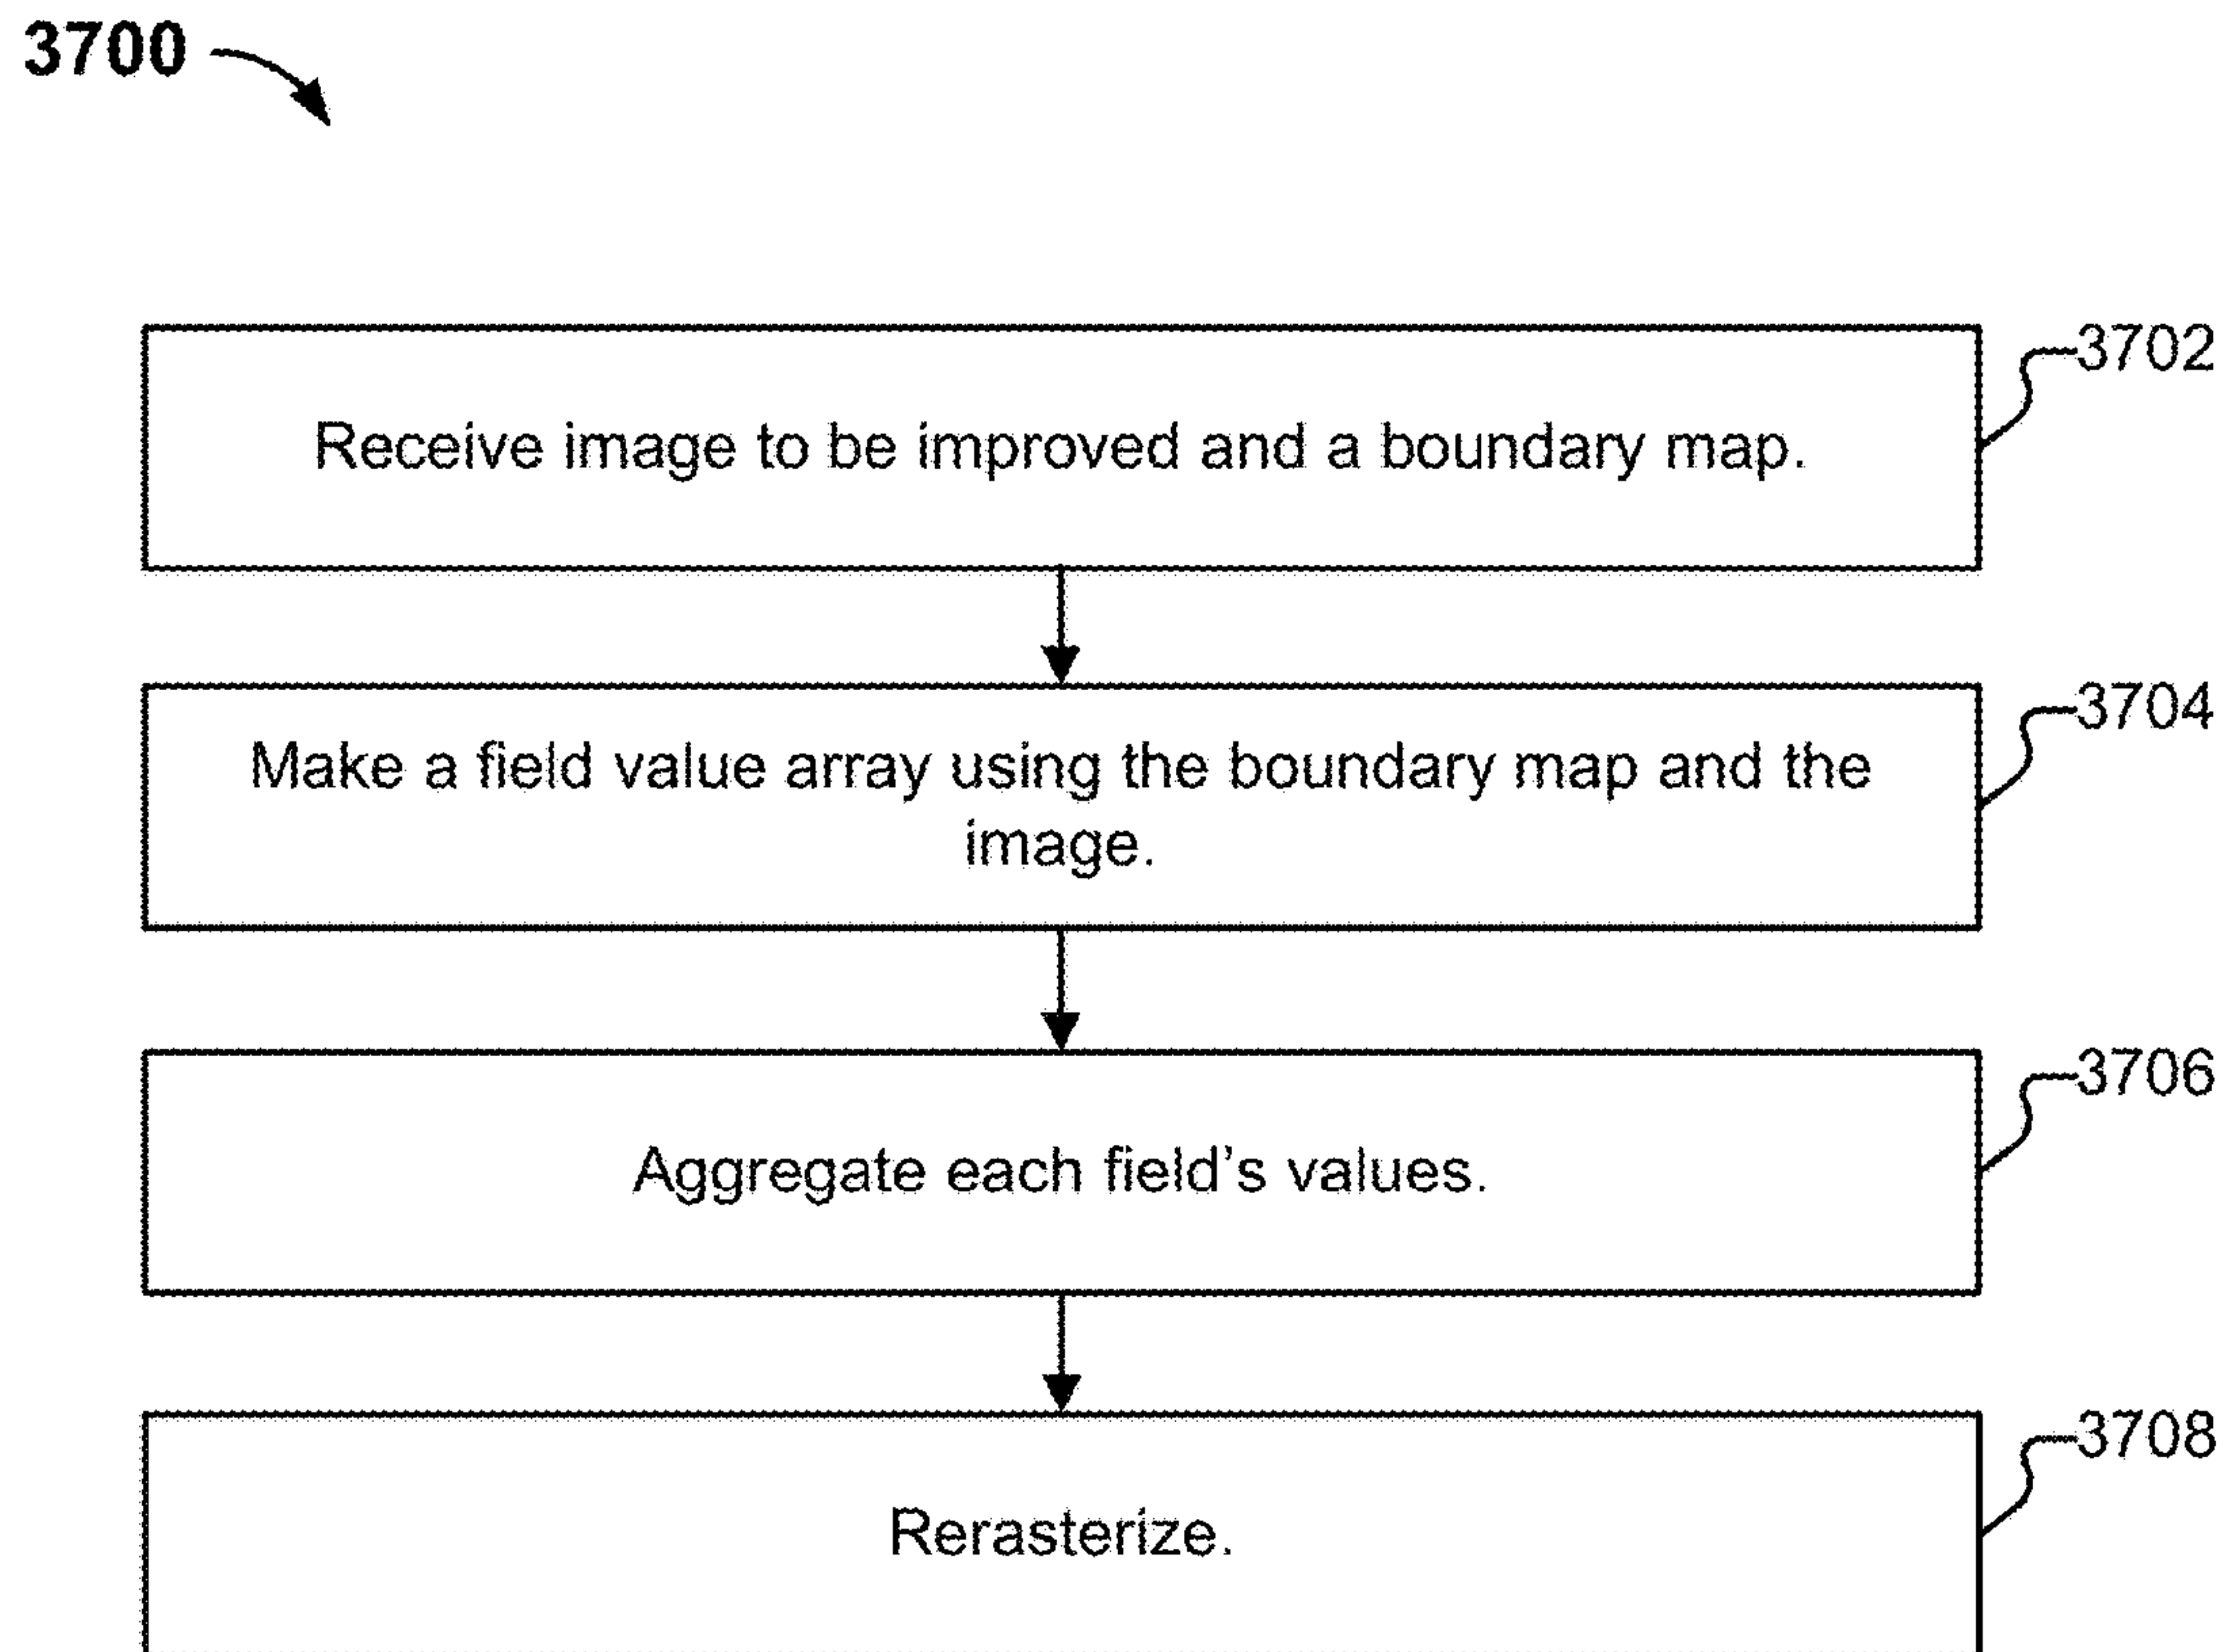 3700
3702
Receive image to be improved and a boundary map.
3704
Make a field value array using the boundary map and the
image.
3706
Aggregate each field's values.
3708
Rerasterize.